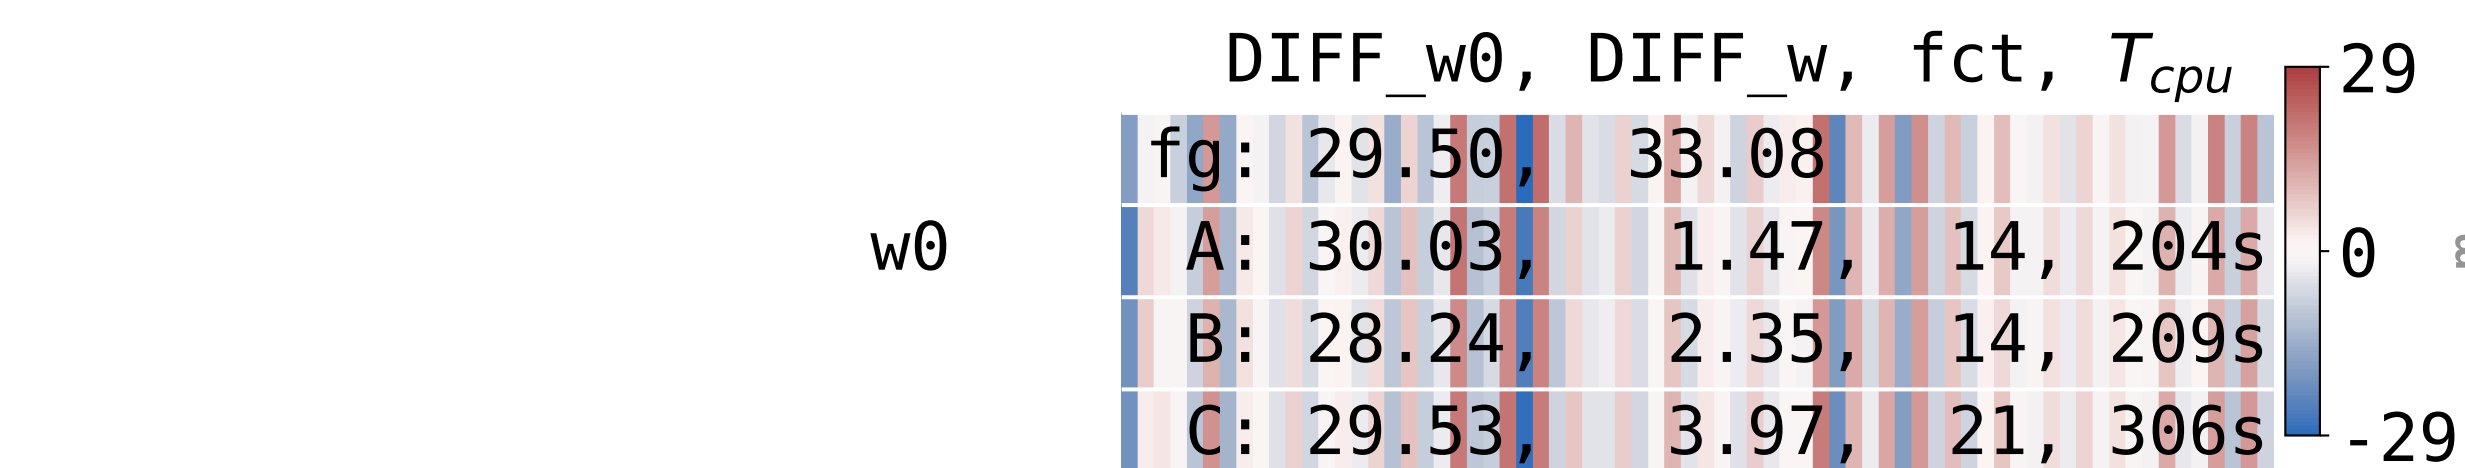 DIFF_w0, DIFF_w, fct, Tcpu
29
fg: 29.50, 33.08
w0
A: 30.03, 1.47, 14, 204s
0
B: 28.24, 2.35, 14, 209s
C: 29.53, 3.97, 21, 306s
-29